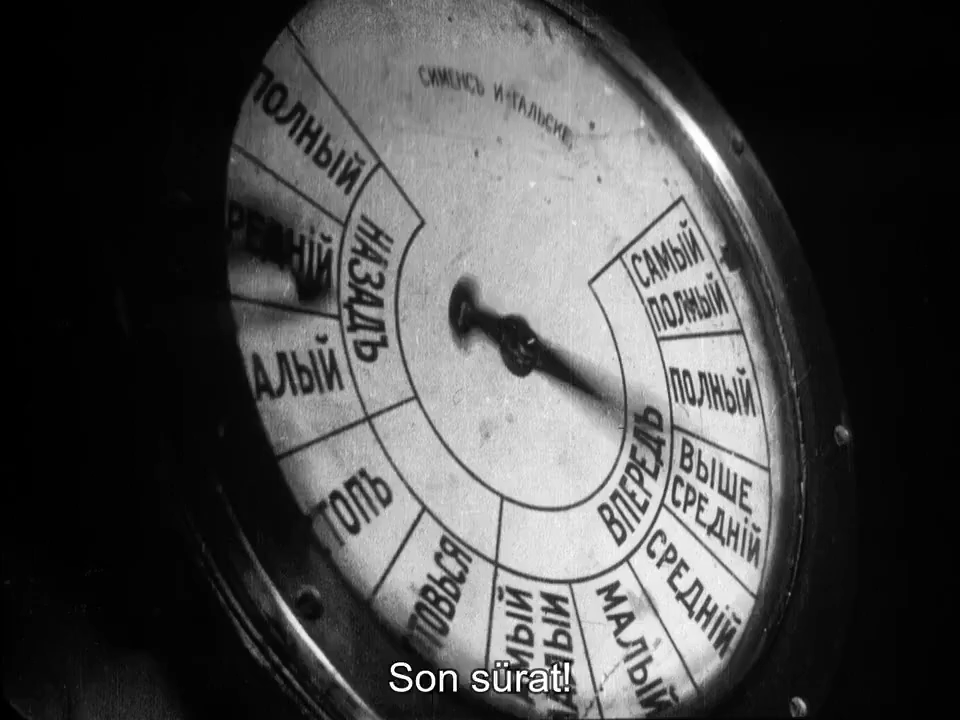 СИМЕНСЪ И ГАЛЬСКЕ
ПОЛНЫЙ
НАЗАДЪ
САМЫЙ
ПОЛНЫЙ
ПОЛНЫЙ
ВПЕРЕДЪ
ВЫШЕ
СРЕДНІЙ
СРЕДНІЙ
МАЛЫЙ
АЛЫЙ
ТОПЪ
ТОВЬСЯ
Son sürat!